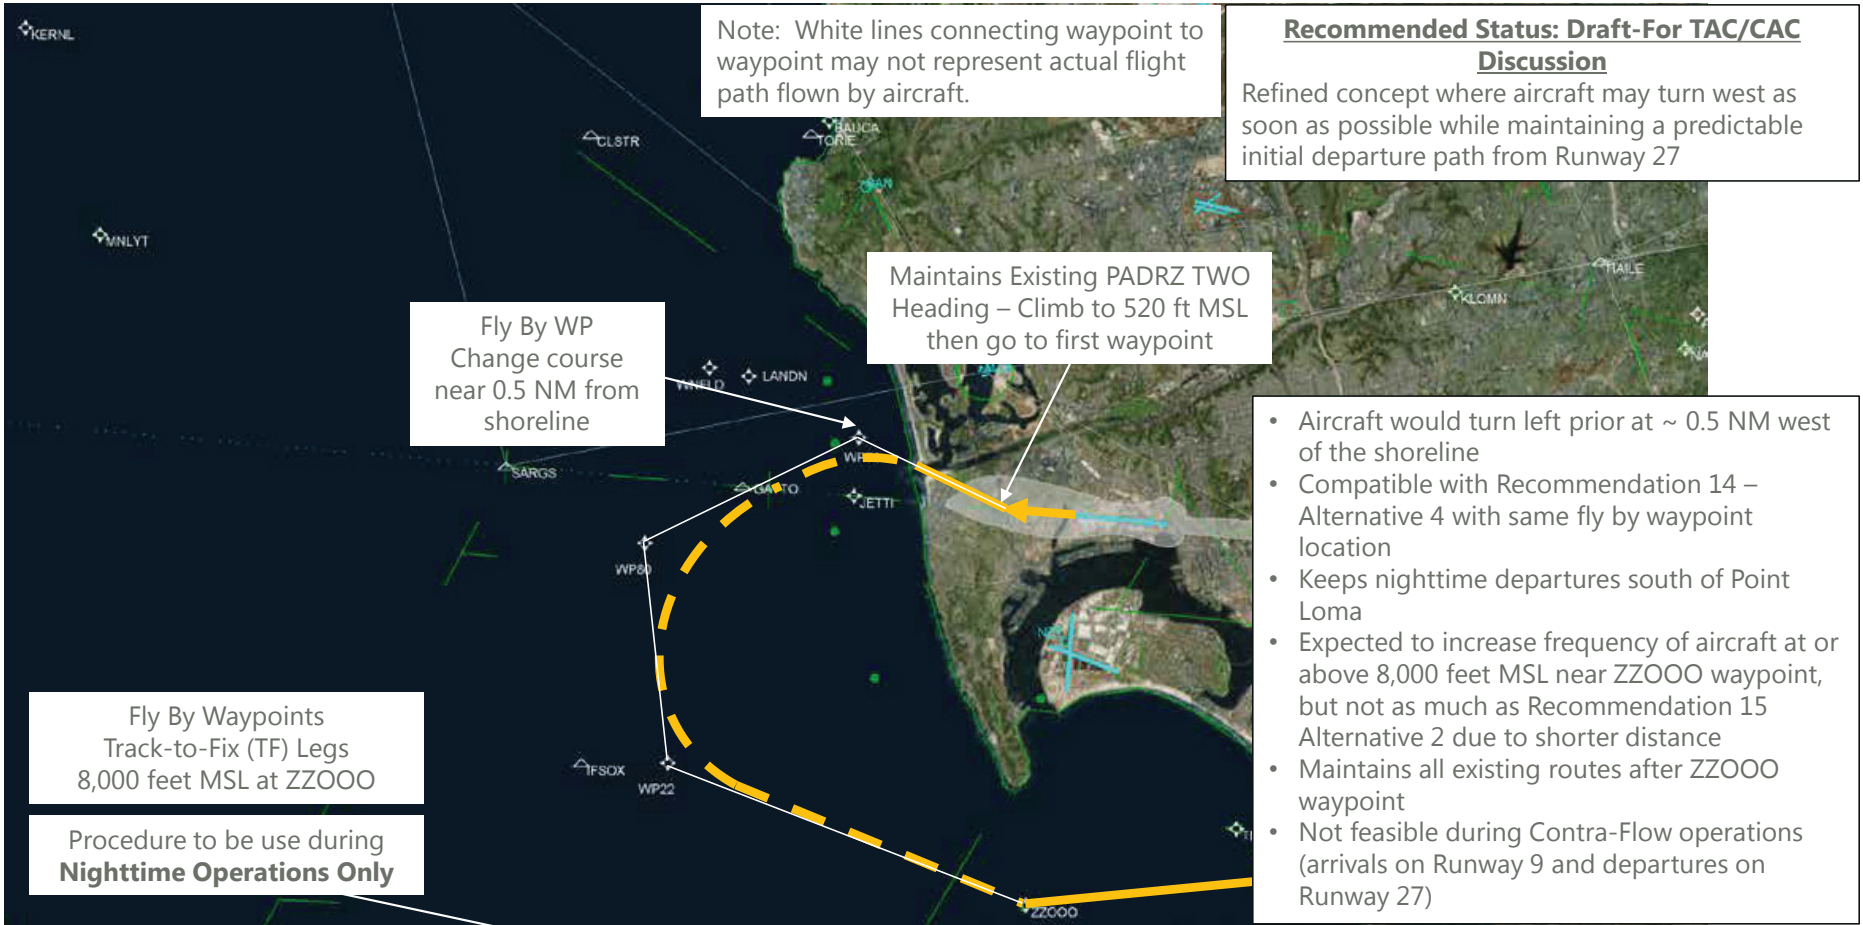 KERNL
Note: White lines connecting waypoint to
waypoint may not represent actual flight
path flown by aircraft.
Recommended Status: Draft-For TAC/CAC
Discussion
Refined concept where aircraft may turn west as
soon as possible while maintaining a predictable
initial departure path from Runway 27
CLSTR
BAUCA
TORIE
MNLYT
Maintains Existing PADRZ TWO
Heading – Climb to 520 ft MSL
then go to first waypoint
HAILE
KLOMN
Fly By WP
Change course
near 0.5 NM from
shoreline
WNFLD
LANDN
SARGS
JETTI
WP80
• Aircraft would turn left prior at ~ 0.5 NM west
of the shoreline
• Compatible with Recommendation 14 –
Alternative 4 with same fly by waypoint
location
• Keeps nighttime departures south of Point
Loma
• Expected to increase frequency of aircraft at or
above 8,000 feet MSL near ZZOOO waypoint,
but not as much as Recommendation 15
Alternative 2 due to shorter distance
• Maintains all existing routes after ZZOOO
waypoint
• Not feasible during Contra-Flow operations
(arrivals on Runway 9 and departures on
Runway 27)
Fly By Waypoints
Track-to-Fix (TF) Legs
8,000 feet MSL at ZZOOO
IFSOX
WP22
Procedure to be use during
Nighttime Operations Only
ZZOOO